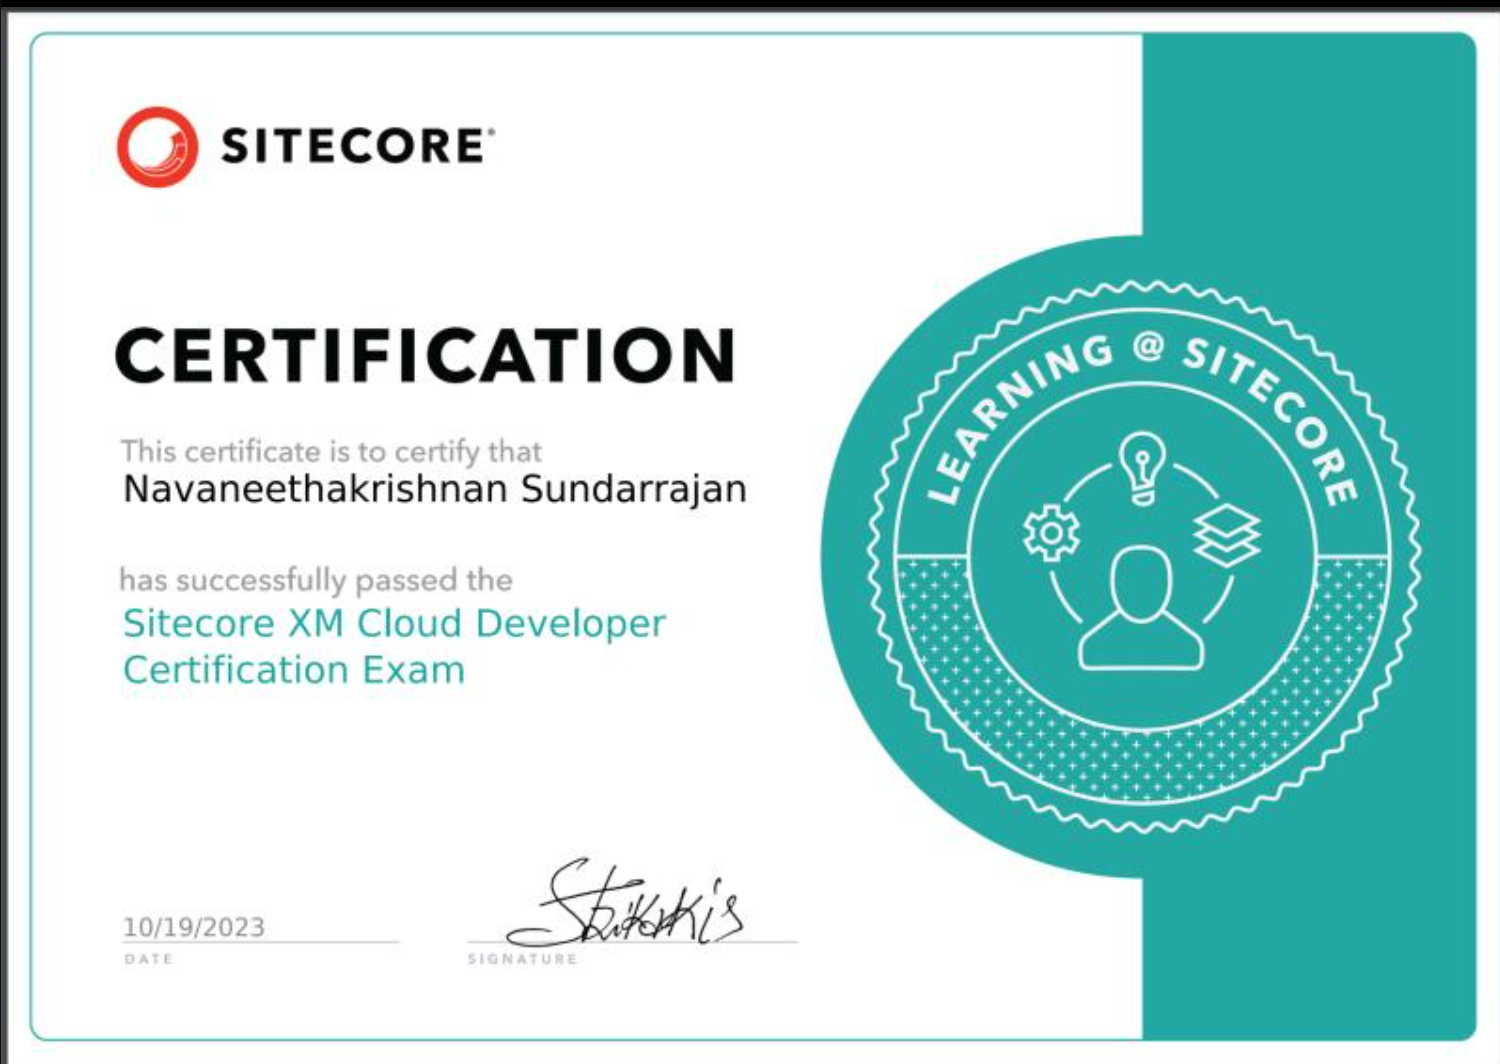 SITECORE®
CERTIFICATION
This certificate is to certify that
Navaneethakrishnan Sundarrajan
has successfully passed the
Sitecore XM Cloud Developer
Certification Exam
10/19/2023
DATE
SIGNATURE
LEARNING @ SITECORE